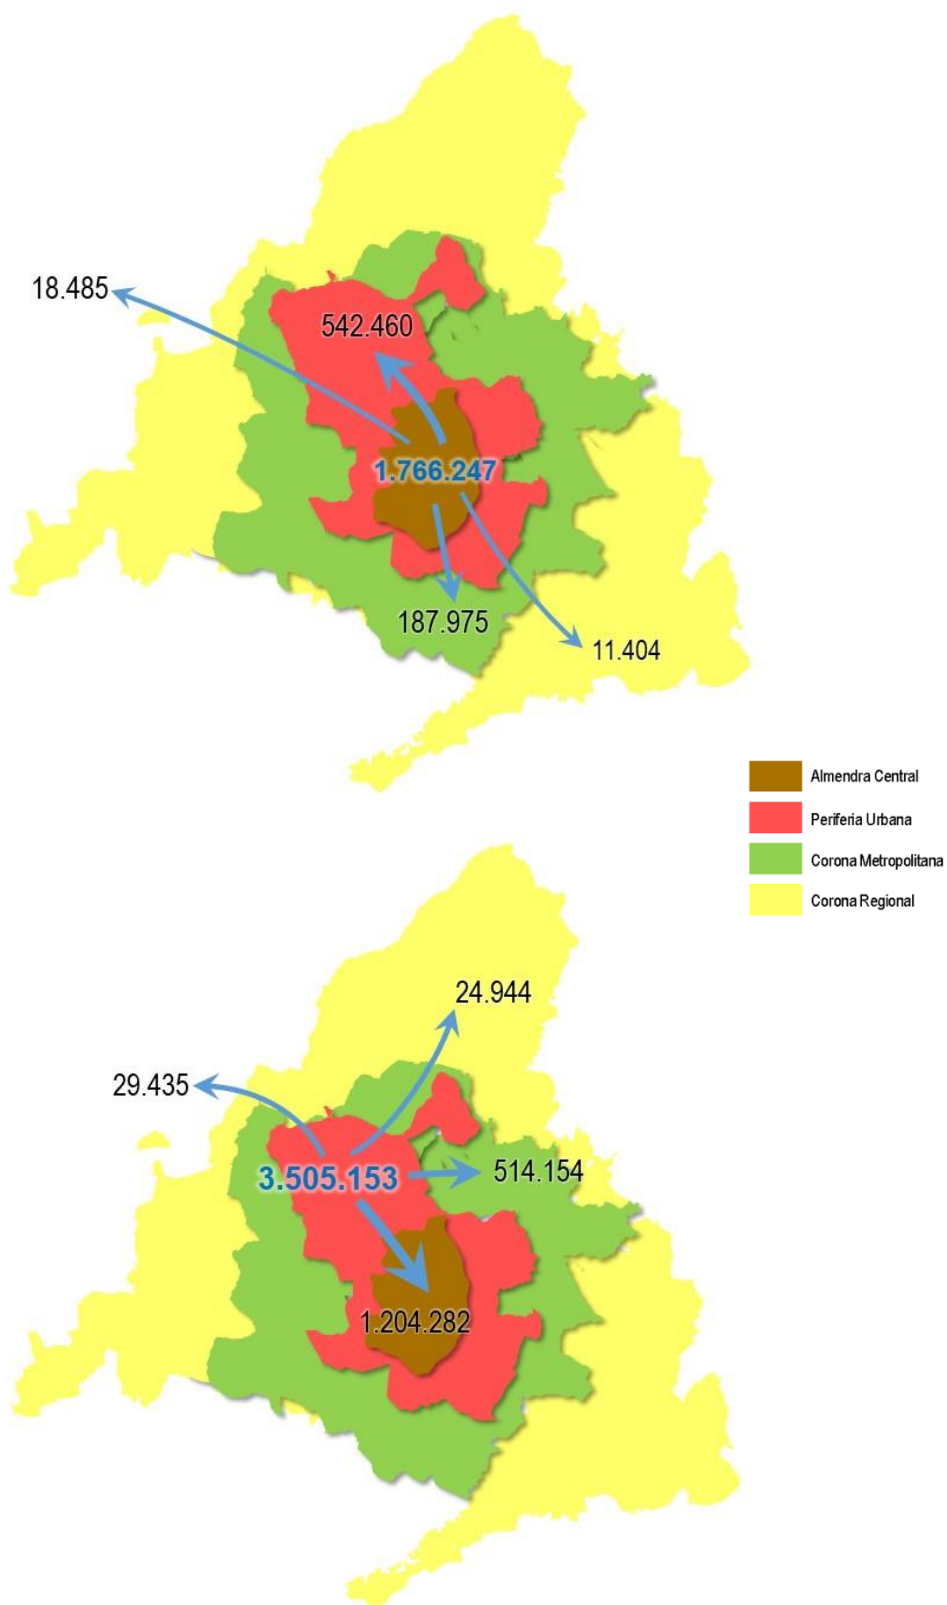 18.485
542.460
1.766.247
187.975
11.404
Almendra Central
Periferia Urbana
Corona Metropolitana
Corona Regional
24.944
29.435
3.505.153
514.154
1.204.282